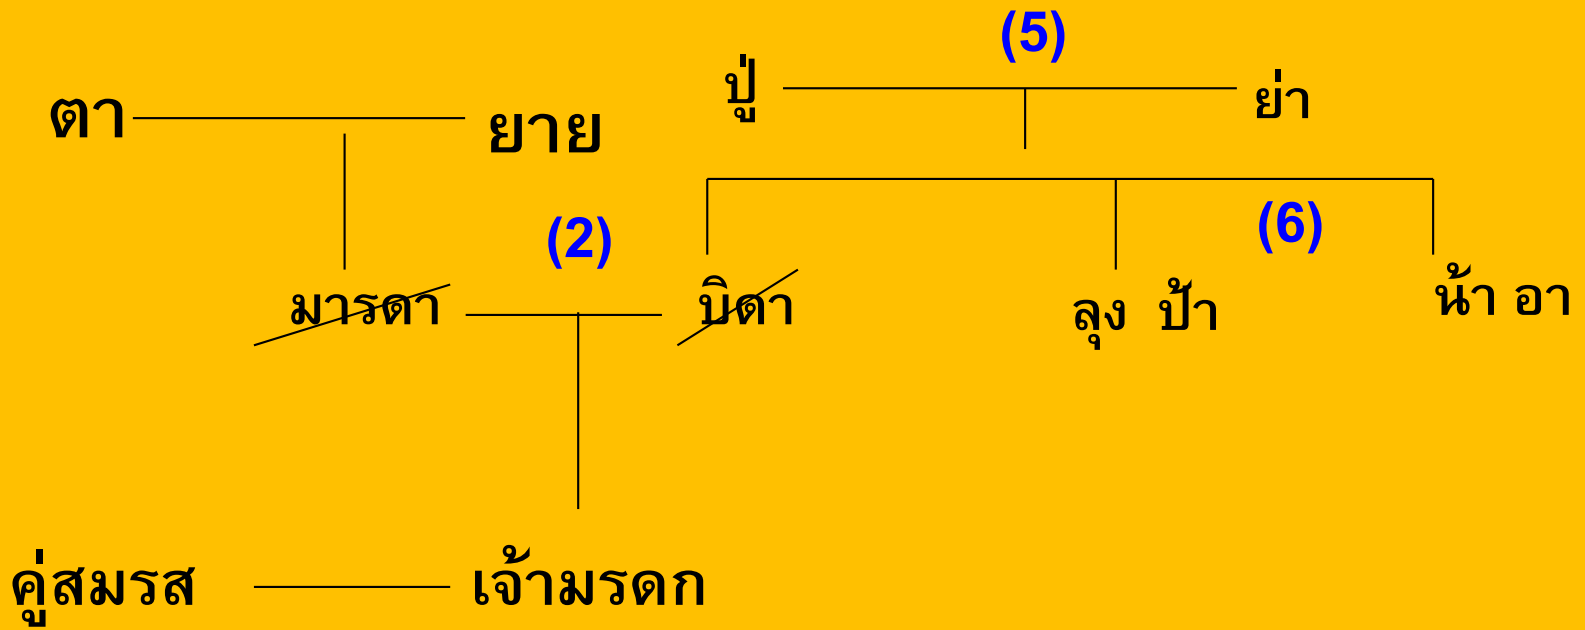 (5)
ตา ยาย ปู่ ย่า
(2) (6)
มารดา บิดา ลุง ป้า น้า อา
คู่สมรส เจ้ามรดก